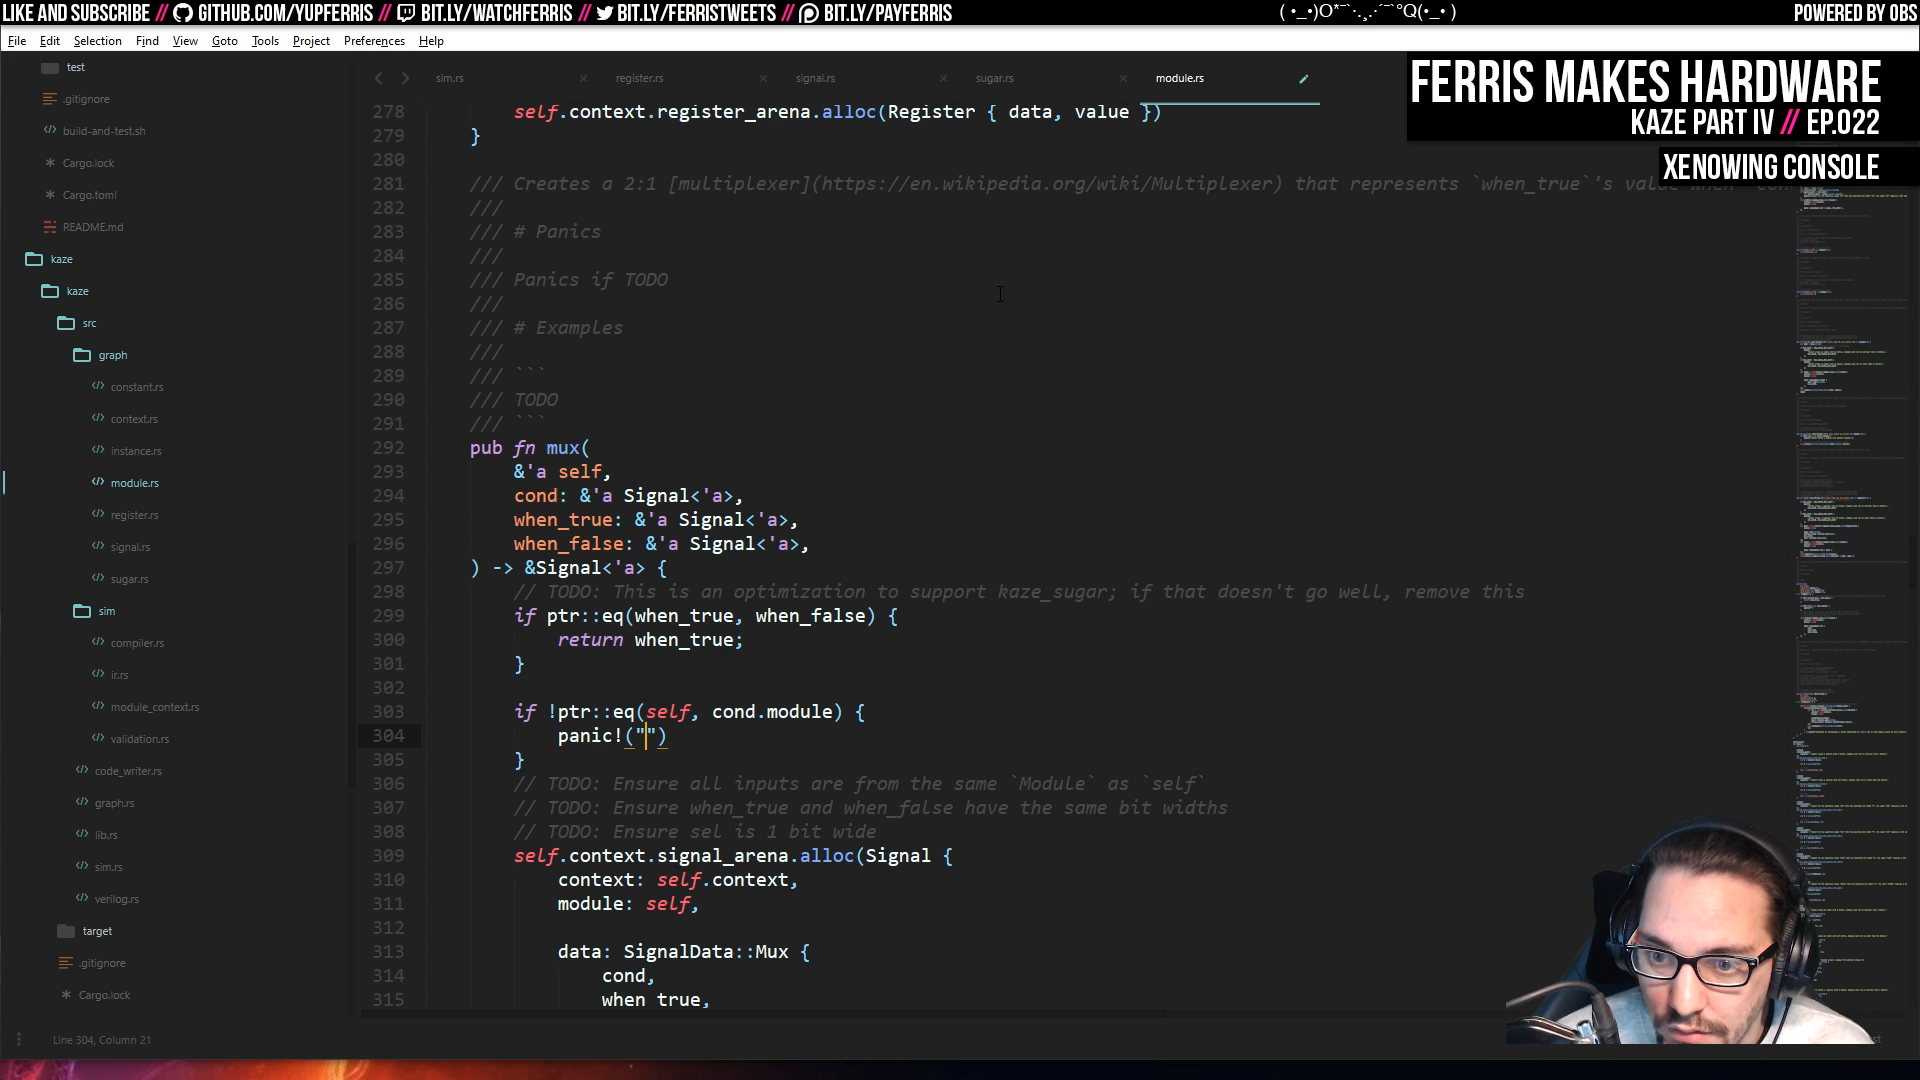 LIKE AND SUBSCRIBE // GITHUB.COM/YUPFERRIS // BIT.LY/WATCHFERRIS // BIT.LY/FERRISTWEETS // BIT.LY/PAYFERRIS
POWERED BY OBS
File Edit Selection Find View Goto Tools Project Preferences Help
FERRIS MAKES HARDWARE
KAZE PART IV // EP.022
XENOWING CONSOLE
test
.gitignore
build-and-test.sh
Cargo.lock
Cargo.toml
README.md
kaze
kaze
src
graph
constant.rs
context.rs
instance.rs
module.rs
register.rs
signal.rs
sugar.rs
sim
compiler.rs
ir.rs
module_context.rs
validation.rs
code_writer.rs
graph.rs
lib.rs
sim.rs
verilog.rs
target
.gitignore
Cargo.lock
sim.rs register.rs signal.rs sugar.rs module.rs
278 self.context.register_arena.alloc(Register { data, value })
279 }
280
281 /// Creates a 2:1 [multiplexer](https://en.wikipedia.org/wiki/Multiplexer) that represents `when_true`'s value when
282 ///
283 /// # Panics
284 ///
285 /// Panics if TODO
286 ///
287 /// # Examples
288 ///
289 /// ```
290 /// TODO
291 /// ```
292 pub fn mux(
293 &'a self,
294 cond: &'a Signal<'a>,
295 when_true: &'a Signal<'a>,
296 when_false: &'a Signal<'a>,
297 ) -> &Signal<'a> {
298 // TODO: This is an optimization to support kaze_sugar; if that doesn't go well, remove this
299 if ptr::eq(when_true, when_false) {
300 return when_true;
301 }
302
303 if !ptr::eq(self, cond.module) {
304 panic!("")
305 }
306 // TODO: Ensure all inputs are from the same `Module` as `self`
307 // TODO: Ensure when_true and when_false have the same bit widths
308 // TODO: Ensure sel is 1 bit wide
309 self.context.signal_arena.alloc(Signal {
310 context: self.context,
311 module: self,
312
313 data: SignalData::Mux {
314 cond,
315 when_true,
Line 304, Column 21